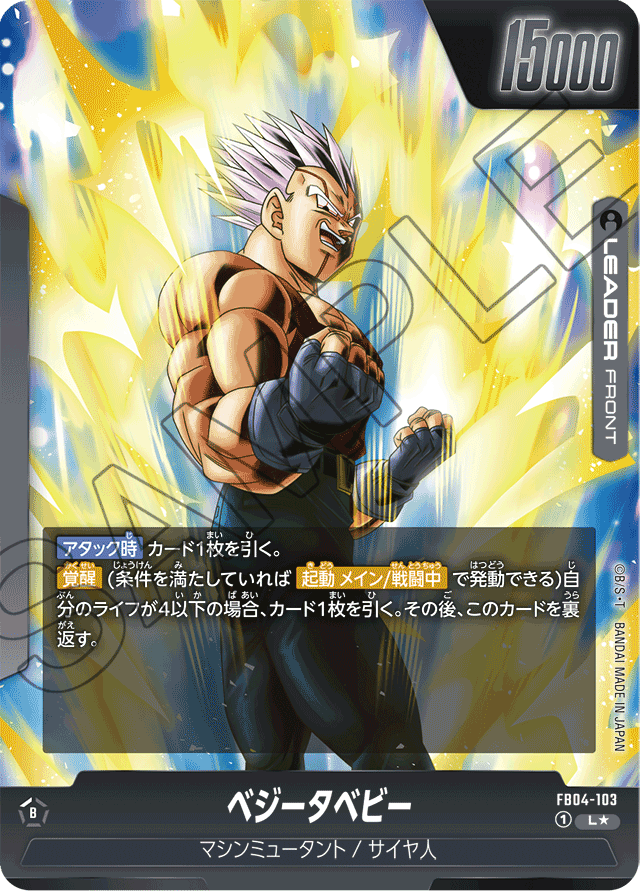 15000
LEADER FRONT
SAMPLE
アタック時 カード1枚を引く。
覚醒 (条件を満たしていれば 起動メイン/戦闘中 で発動できる)自
分のライフが4以下の場合、カード1枚を引く。その後、このカードを裏
返す。
©B/S・T BANDAI MADE IN JAPAN
ベジータベビー
FB04-103
B
1 L★
マシンミュータント / サイヤ人